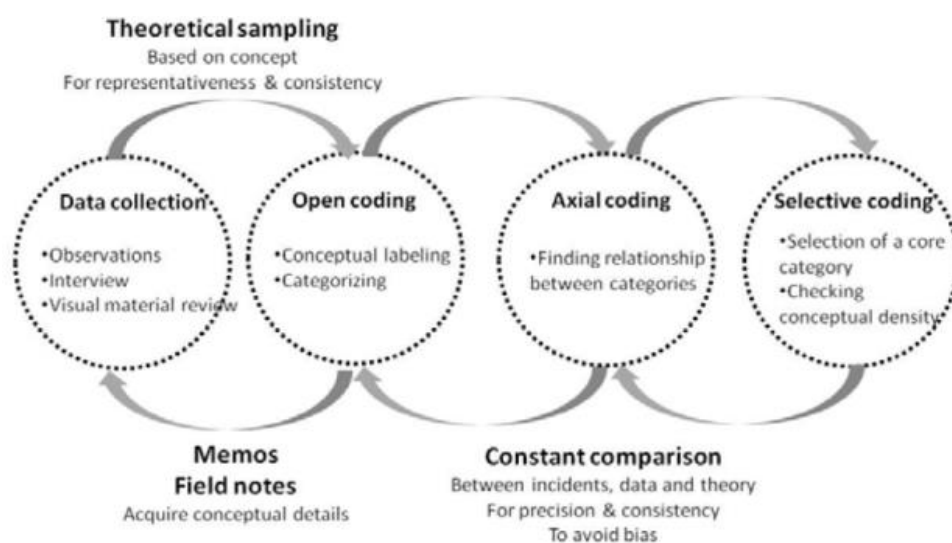 Theoretical sampling
Based on concept
For representativeness & consistency
Data collection
•Observations
•Interview
•Visual material review
Open coding
•Conceptual labeling
•Categorizing
Axial coding
•Finding relationship
between categories
Selective coding
•Selection of a core
category
•Checking
conceptual density
Memos
Field notes
Acquire conceptual details
Constant comparison
Between incidents, data and theory
For precision & consistency
To avoid bias